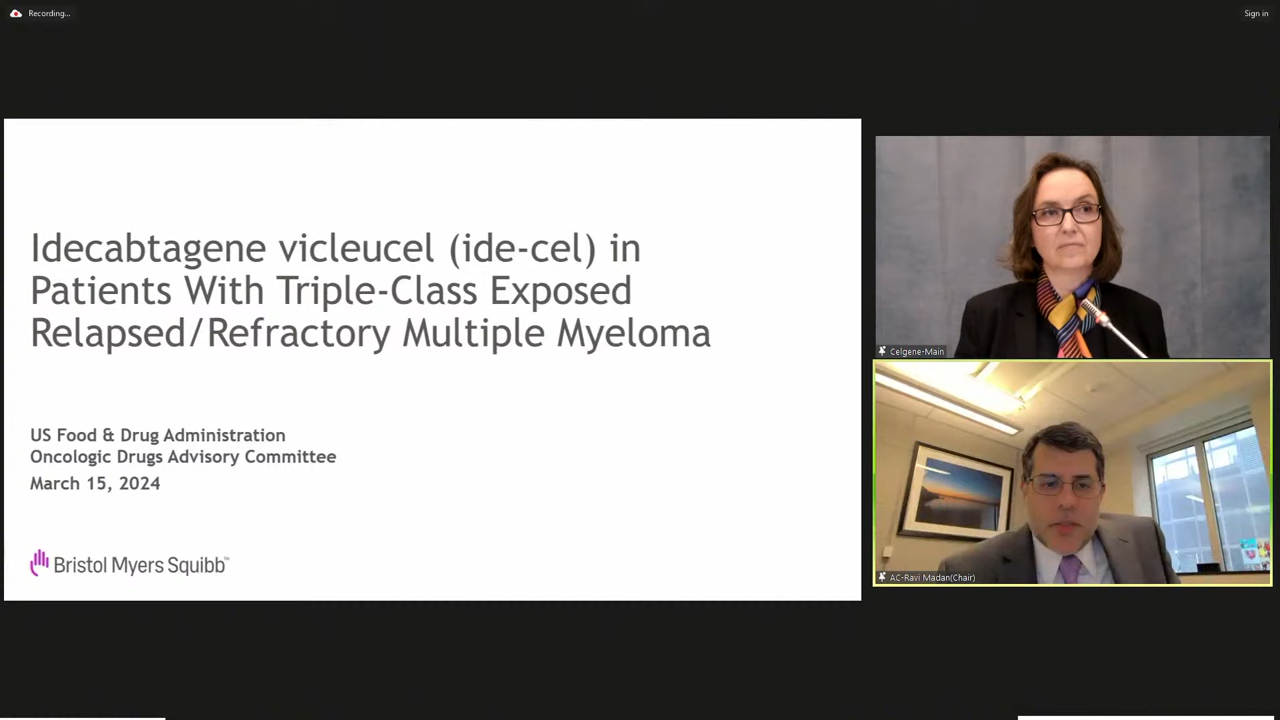 Recording...
Sign in
Idecabtagene vicleucel (ide-cel) in
Patients With Triple-Class Exposed
Relapsed/Refractory Multiple Myeloma
US Food & Drug Administration
Oncologic Drugs Advisory Committee
March 15, 2024
Bristol Myers Squibb™
Celgene-Main
AC-Ravi Madan(Chair)